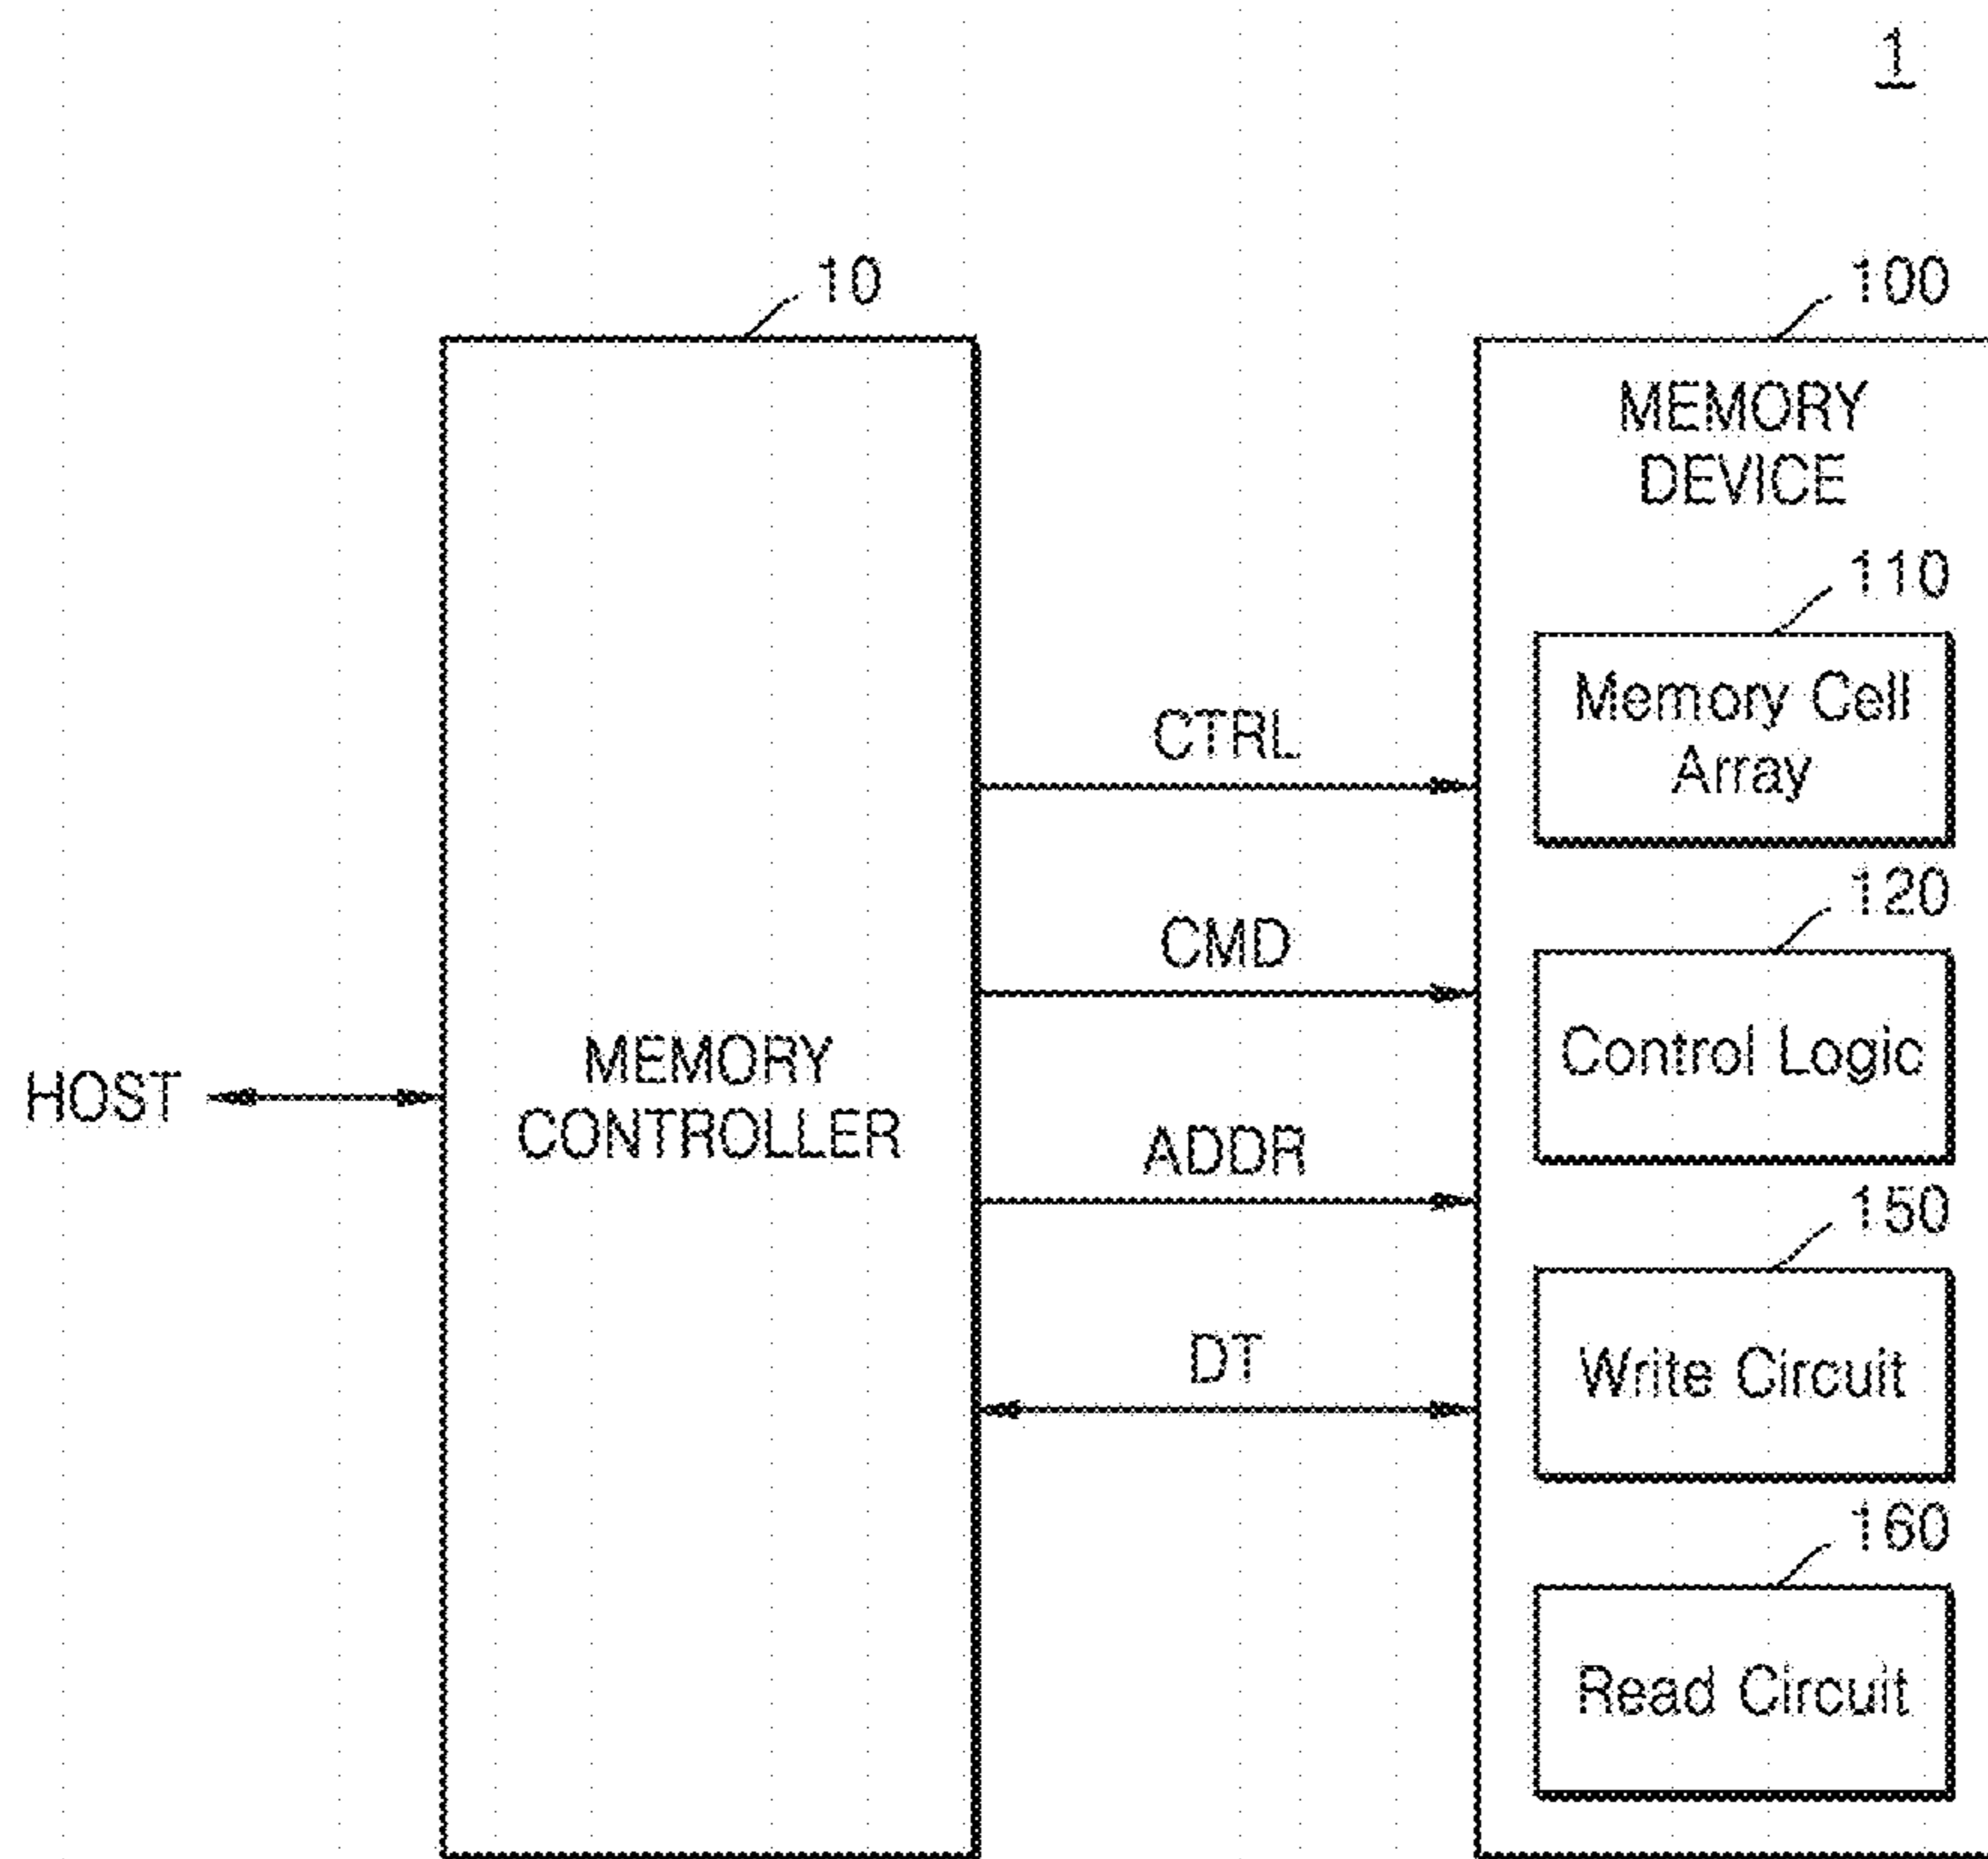 1
10
100
MEMORY
DEVICE
110
Memory Cell
Array
CTRL
120
CMD
Control Logic
HOST
MEMORY
CONTROLLER
ADDR
150
DT
Write Circuit
160
Read Circuit